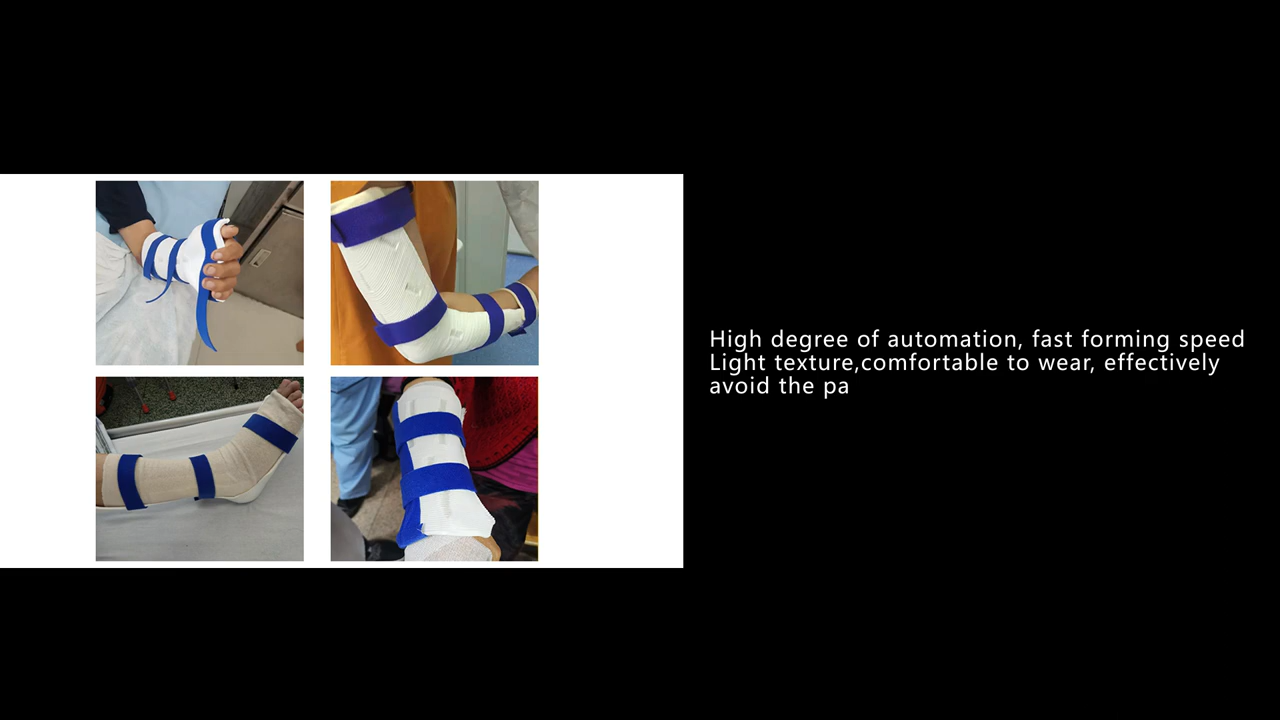 High degree of automation, fast forming speed
Light texture,comfortable to wear, effectively
avoid the pa